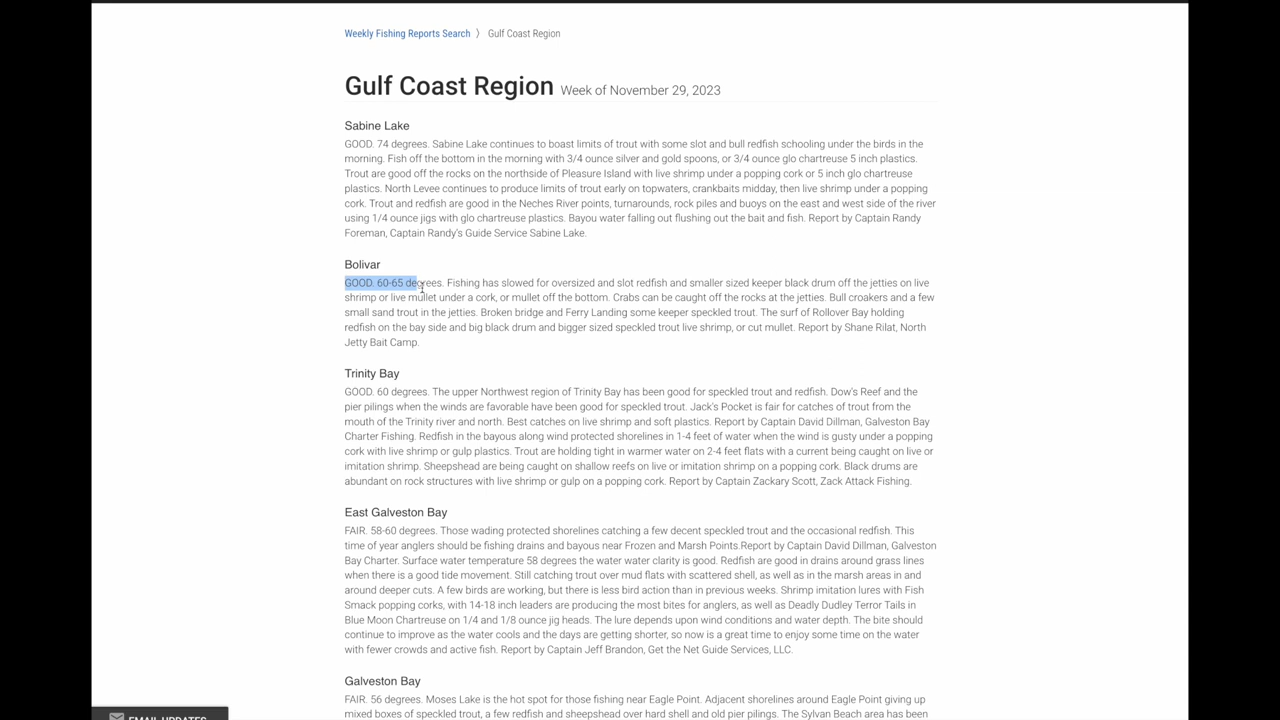 Weekly Fishing Reports Search 〉 Gulf Coast Region
Gulf Coast Region Week of November 29, 2023
Sabine Lake
GOOD. 74 degrees. Sabine Lake continues to boast limits of trout with some slot and bull redfish schooling under the birds in the
morning. Fish off the bottom in the morning with 3/4 ounce silver and gold spoons, or 3/4 ounce glo chartreuse 5 inch plastics.
Trout are good off the rocks on the northside of Pleasure Island with live shrimp under a popping cork or 5 inch glo chartreuse
plastics. North Levee continues to produce limits of trout early on topwaters, crankbaits midday, then live shrimp under a popping
cork. Trout and redfish are good in the Neches River points, turnarounds, rock piles and buoys on the east and west side of the river
using 1/4 ounce jigs with glo chartreuse plastics. Bayou water falling out flushing out the bait and fish. Report by Captain Randy
Foreman, Captain Randy's Guide Service Sabine Lake.
Bolivar
GOOD. 60-65 degrees. Fishing has slowed for oversized and slot redfish and smaller sized keeper black drum off the jetties on live
shrimp or live mullet under a cork, or mullet off the bottom. Crabs can be caught off the rocks at the jetties. Bull croakers and a few
small sand trout in the jetties. Broken bridge and Ferry Landing some keeper speckled trout. The surf of Rollover Bay holding
redfish on the bay side and big black drum and bigger sized speckled trout live shrimp, or cut mullet. Report by Shane Rilat, North
Jetty Bait Camp.
Trinity Bay
GOOD. 60 degrees. The upper Northwest region of Trinity Bay has been good for speckled trout and redfish. Dow's Reef and the
pier pilings when the winds are favorable have been good for speckled trout. Jack's Pocket is fair for catches of trout from the
mouth of the Trinity river and north. Best catches on live shrimp and soft plastics. Report by Captain David Dillman, Galveston Bay
Charter Fishing. Redfish in the bayous along wind protected shorelines in 1-4 feet of water when the wind is gusty under a popping
cork with live shrimp or gulp plastics. Trout are holding tight in warmer water on 2-4 feet flats with a current being caught on live or
imitation shrimp. Sheepshead are being caught on shallow reefs on live or imitation shrimp on a popping cork. Black drums are
abundant on rock structures with live shrimp or gulp on a popping cork. Report by Captain Zackary Scott, Zack Attack Fishing.
East Galveston Bay
FAIR. 58-60 degrees. Those wading protected shorelines catching a few decent speckled trout and the occasional redfish. This
time of year anglers should be fishing drains and bayous near Frozen and Marsh Points.Report by Captain David Dillman, Galveston
Bay Charter. Surface water temperature 58 degrees the water water clarity is good. Redfish are good in drains around grass lines
when there is a good tide movement. Still catching trout over mud flats with scattered shell, as well as in the marsh areas in and
around deeper cuts. A few birds are working, but there is less bird action than in previous weeks. Shrimp imitation lures with Fish
Smack popping corks, with 14-18 inch leaders are producing the most bites for anglers, as well as Deadly Dudley Terror Tails in
Blue Moon Chartreuse on 1/4 and 1/8 ounce jig heads. The lure depends upon wind conditions and water depth. The bite should
continue to improve as the water cools and the days are getting shorter, so now is a great time to enjoy some time on the water
with fewer crowds and active fish. Report by Captain Jeff Brandon, Get the Net Guide Services, LLC.
Galveston Bay
FAIR. 56 degrees. Moses Lake is the hot spot for those fishing near Eagle Point. Adjacent shorelines around Eagle Point giving up
mixed boxes of speckled trout, a few redfish and sheepshead over hard shell and old pier pilings. The Sylvan Beach area has been
EMAIL UPDATES